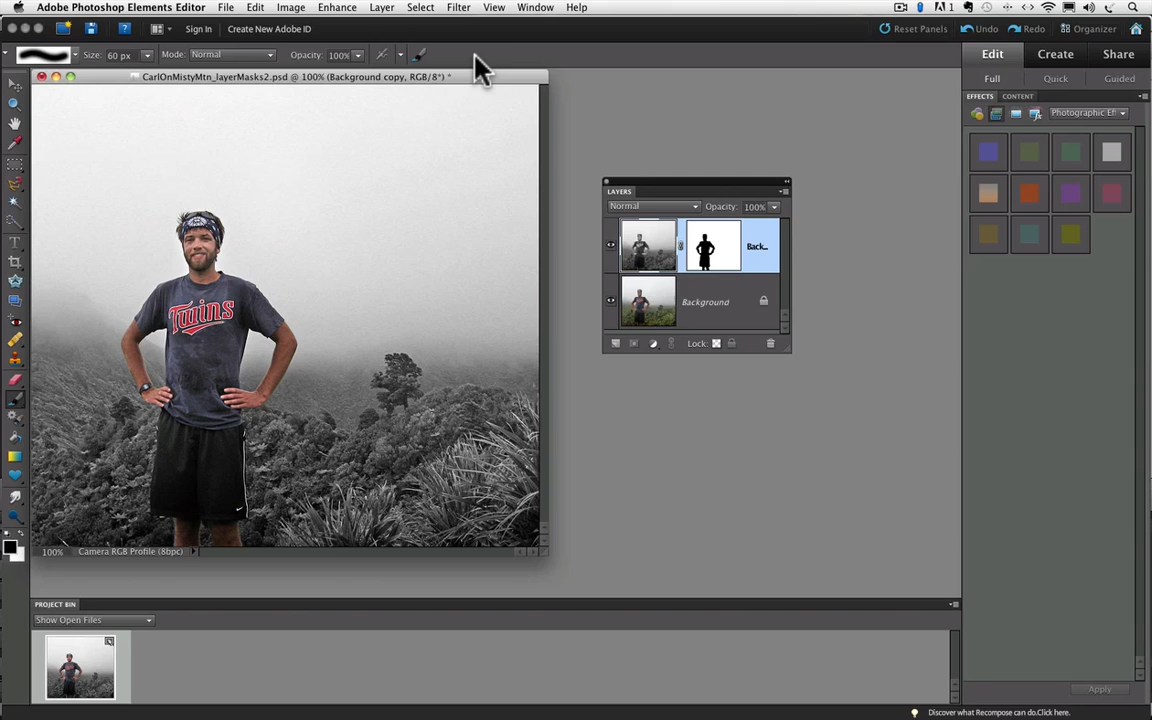 Adobe Photoshop Elements Editor File Edit Image Enhance Layer Select Filter View Window Help
1
Sign In Create New Adobe ID
Reset Panels Undo Redo Organizer
Size: 60 px Mode: Normal Opacity: 100%
Edit Create Share
CarlOnMistyMtn_layerMasks2.psd @ 100% (Background copy, RGB/8*) *
Full Quick Guided
EFFECTS CONTENT
Photographic Eff
LAYERS
Normal Opacity: 100%
Back...
Background
Lock:
Twins
100% Camera RGB Profile (8bpc)
PROJECT BIN
Show Open Files
Apply
Discover what Recompose can do.Click here.